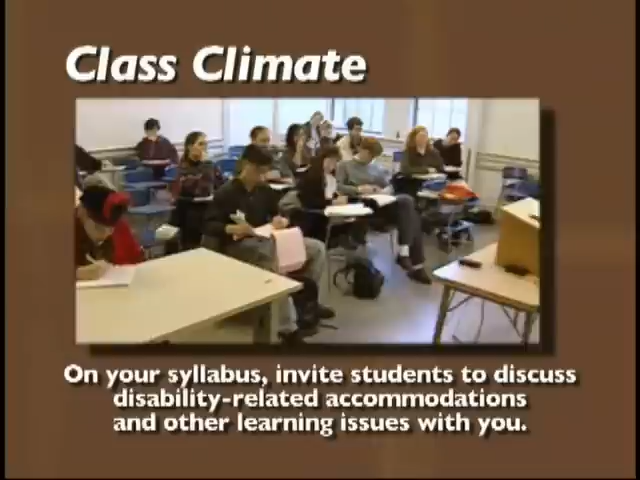 Class Climate
On your syllabus, invite students to discuss
disability-related accommodations
and other learning issues with you.